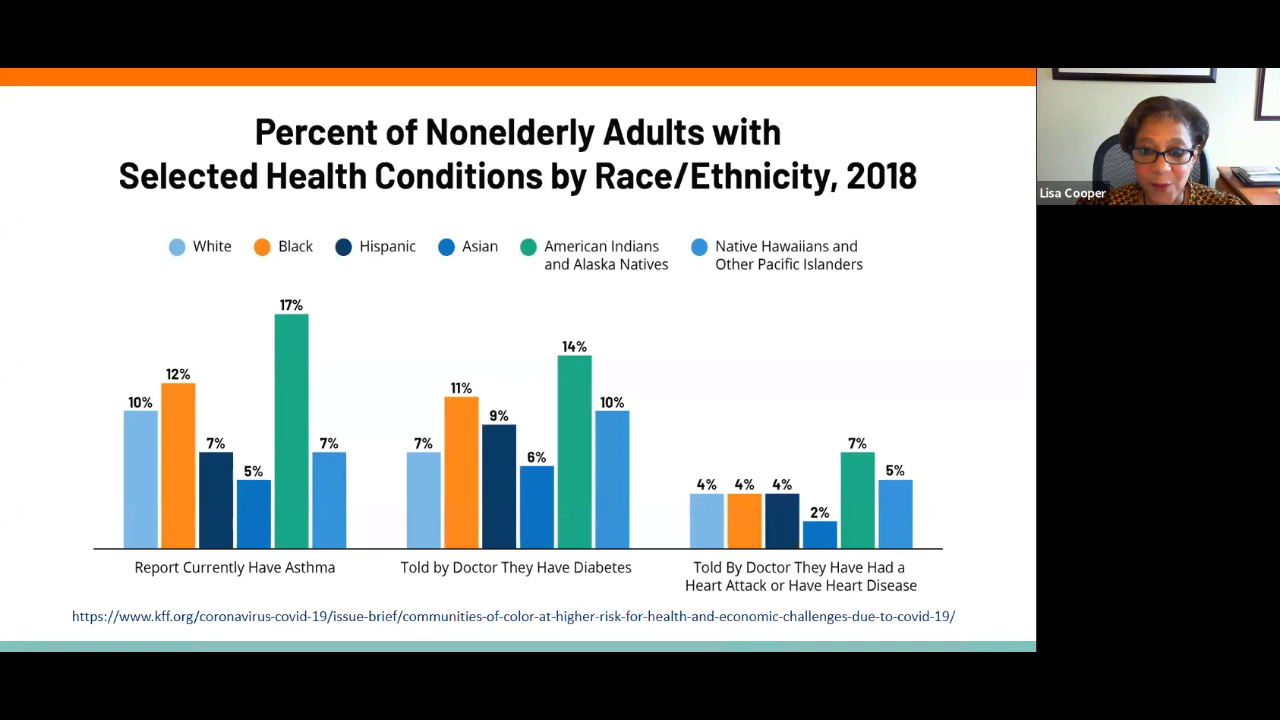 Percent of Nonelderly Adults with
Selected Health Conditions by Race/Ethnicity, 2018
White
Black
Hispanic
Asian
American Indians
and Alaska Natives
Native Hawaiians and
Other Pacific Islanders
10%
12%
7%
5%
17%
7%
7%
11%
9%
6%
14%
10%
4%
4%
4%
2%
7%
5%
Report Currently Have Asthma
Told by Doctor They Have Diabetes
Told By Doctor They Have Had a
Heart Attack or Have Heart Disease
https://www.kff.org/coronavirus-covid-19/issue-brief/communities-of-color-at-higher-risk-for-health-and-economic-challenges-due-to-covid-19/
Lisa Cooper